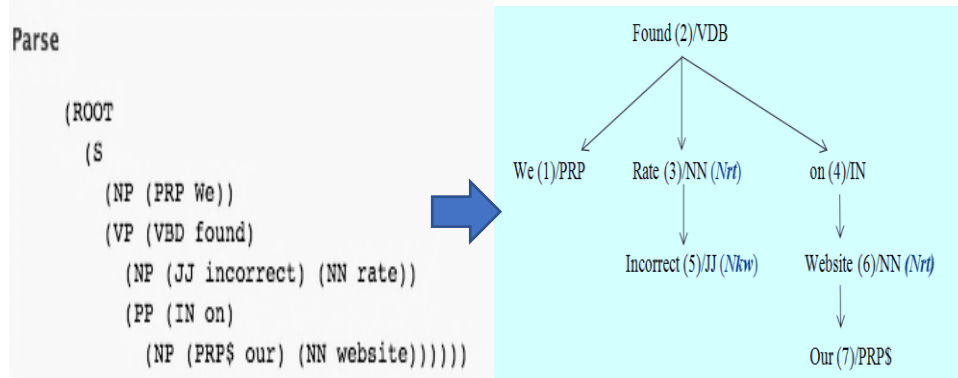 Parse
(ROOT
(S
(NP (PRP We))
(VP (VBD found)
(NP (JJ incorrect) (NN rate))
(PP (IN on)
(NP (PRP$ our) (NN website))))))
Found (2)/VDB
We (1)/PRP
Rate (3)/NN (Nrt)
on (4)/IN
Incorrect (5)/JJ (Nkw)
Website (6)/NN (Nrt)
Our (7)/PRP$